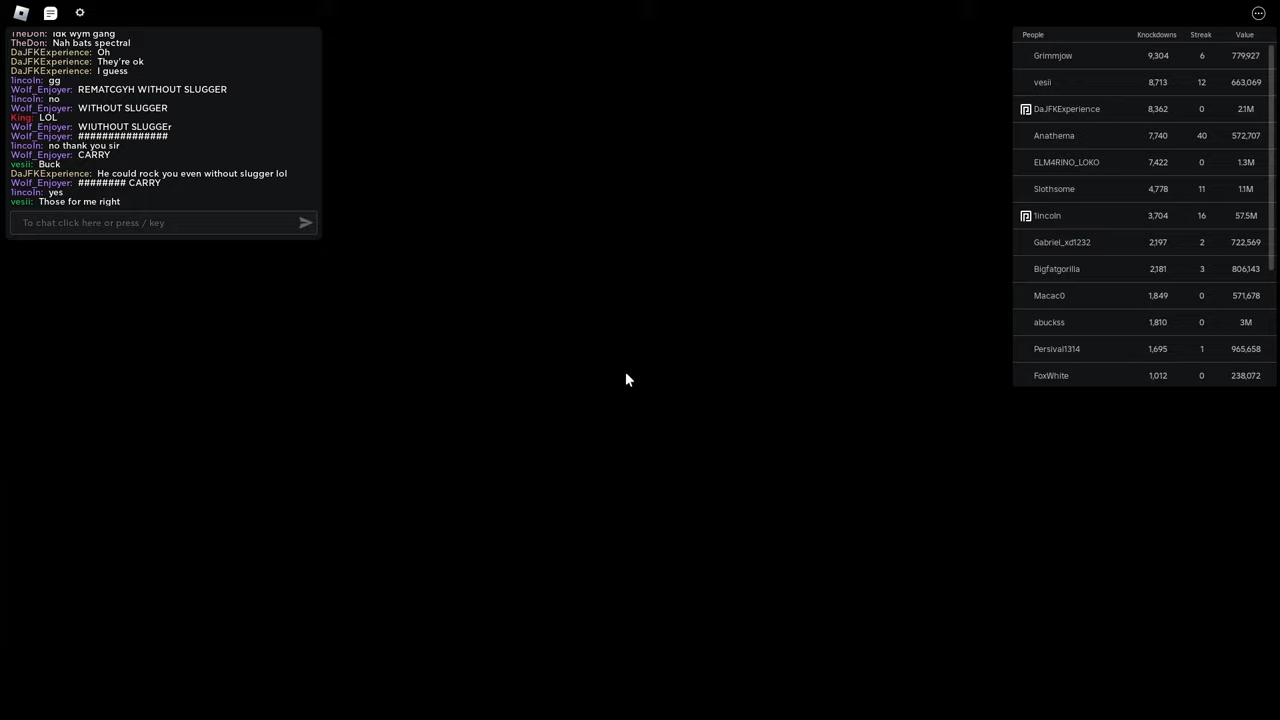 TheDon: Idk wym gang
TheDon: Nah bats spectral
DaJFKExperience: Oh
DaJFKExperience: They're ok
DaJFKExperience: I guess
1incoln: gg
Wolf_Enjoyer: REMATCGYH WITHOUT SLUGGER
1incoln: no
Wolf_Enjoyer: WITHOUT SLUGGER
King: LOL
Wolf_Enjoyer: WIUTHOUT SLUGGEr
Wolf_Enjoyer: ###############
1incoln: no thank you sir
Wolf_Enjoyer: CARRY
vesii: Buck
DaJFKExperience: He could rock you even without slugger lol
Wolf_Enjoyer: ######## CARRY
1incoln: yes
vesii: Those for me right
To chat click here or press / key
People Knockdowns Streak Value
Grimmjow 9,304 6 779,927
vesii 8,713 12 663,069
DaJFKExperience 8,362 0 2.1M
Anathema 7,740 40 572,707
ELM4RINO_LOKO 7,422 0 1.3M
Slothsome 4,778 11 1.1M
1incoln 3,704 16 57.5M
Gabriel_xd1232 2,197 2 722,569
Bigfatgorilla 2,181 3 806,143
Macac0 1,849 0 571,678
abuckss 1,810 0 3M
Persival1314 1,695 1 965,658
FoxWhite 1,012 0 238,072